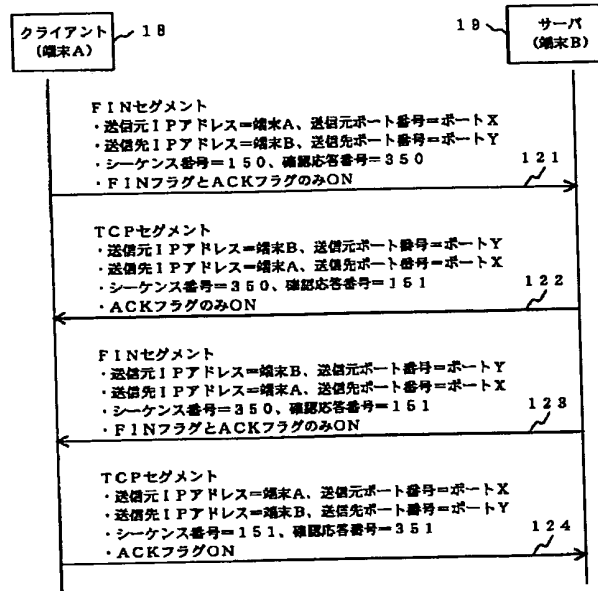 クライアント
(端末A)
18
19
サーバ
(端末B)
FINセグメント
・送信元IPアドレス=端末A、送信元ポート番号=ポートX
・送信先IPアドレス=端末B、送信先ポート番号=ポートY
・シーケンス番号=150、確認応答番号=350
・FINフラグとACKフラグのみON
121
TCPセグメント
・送信元IPアドレス=端末B、送信元ポート番号=ポートY
・送信先IPアドレス=端末A、送信先ポート番号=ポートX
・シーケンス番号=350、確認応答番号=151
・ACKフラグのみON
122
FINセグメント
・送信元IPアドレス=端末B、送信元ポート番号=ポートY
・送信先IPアドレス=端末A、送信先ポート番号=ポートX
・シーケンス番号=350、確認応答番号=151
・FINフラグとACKフラグのみON
123
TCPセグメント
・送信元IPアドレス=端末A、送信元ポート番号=ポートX
・送信先IPアドレス=端末B、送信先ポート番号=ポートY
・シーケンス番号=151、確認応答番号=351
・ACKフラグON
124